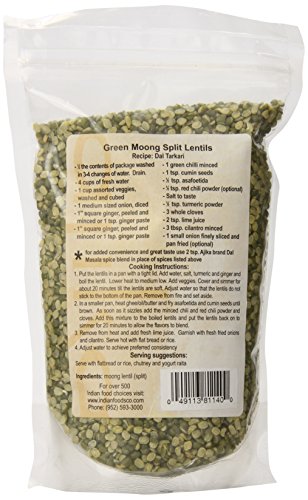 Green Moong Split Lentils
Recipe: Dal Tarkari
- ½ the contents of package washed
in 3-4 changes of water. Drain.
- 4 cups of fresh water
- 1 cup assorted veggies,
washed and cubed
- 1 medium sized onion, diced
- 1" square ginger, peeled and
minced or 1 tsp. ginger paste
- 1" square ginger, peeled and
minced or 1 tsp. ginger paste
- 1 green chilli minced
- 1 tsp. cumin seeds
- ¼ tsp. asafoetida
- ¼ tsp. red chili powder (optional)
- Salt to taste
- ¼ tsp. turmeric powder
- 3 whole cloves
- 2 tsp. lime juice
- 3 tbsp. cilantro minced
- 1 small onion finely sliced and
pan fried (optional)
* for added convenience and great taste use 2 tsp. Ajika brand Dal
Masala spice blend in place of spices listed above
Cooking Instructions:
1. Put the lentils in a pan with a tight lid. Add water, salt, turmeric and ginger and
boil the lentil. Lower heat to medium low. Add veggies. Cover and simmer for
about 20 minutes till the lentils are soft. Adjust water so that the lentils do not
stick to the bottom of the pan. Remove from fire and set aside.
2. In a smaller pan, heat ghee/oil/butter and fry asafoetida and cumin seeds until
brown. As soon as it sizzles add the minced chili and red chili powder and
cloves. Add this mixture to the boiled lentils and put the lentils back on to
simmer for 20 minutes to allow the flavors to blend.
3. Remove from heat and add fresh lime juice. Garnish with fresh fried onions
and cilantro. Serve hot with flat bread or rice.
4. Adjust water to achieve preferred consistency
Serving suggestions:
Serve with flatbread or rice, chutney and yogurt raita.
Ingredients: moong lentil (split)
For over 500
Indian food choices visit:
www.indianfoodsco.com
Phone: (952) 593-3000
0 49113 81140 0